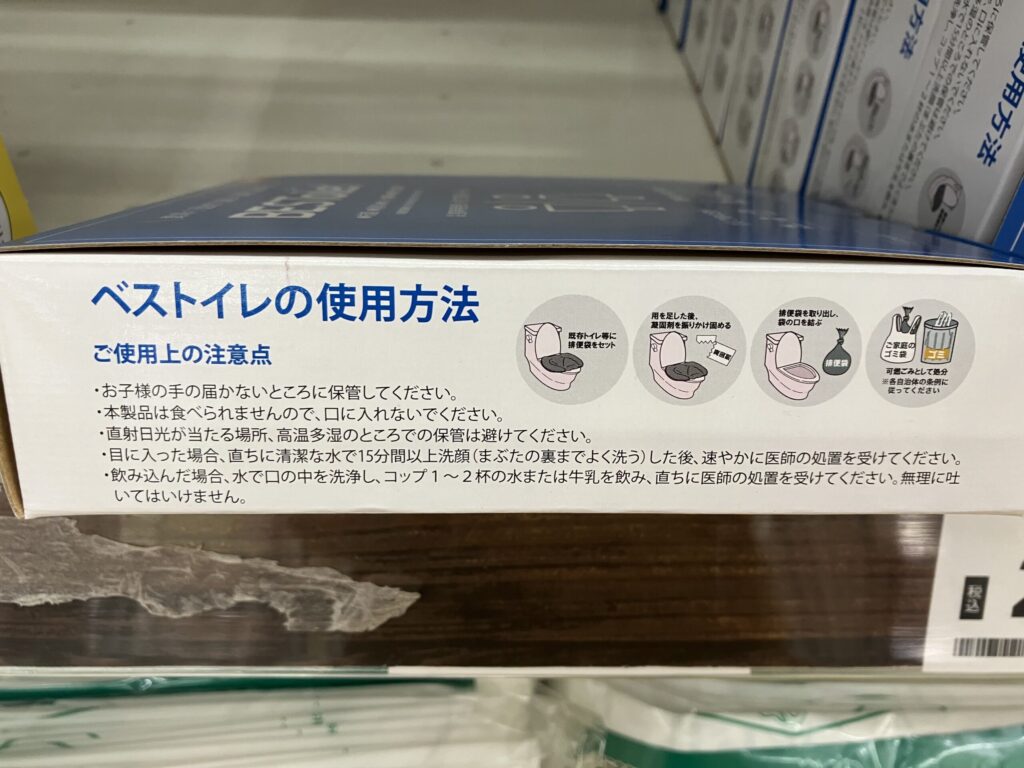 ベストイレの使用方法
ご使用上の注意点
・お子様の手の届かないところに保管してください。
・本製品は食べられませんので、口に入れないでください。
・直射日光が当たる場所、高温多湿のところでの保管は避けてください。
・目に入った場合、直ちに清潔な水で15分間以上洗顔(まぶたの裏までよく洗う)した後、速やかに医師の処置を受けてください。
・飲み込んだ場合、水で口の中を洗浄し、コップ1～2杯の水または牛乳を飲み、直ちに医師の処置を受けてください。無理に吐
いてはいけません。
既存トイレ等に
排便袋をセット
用を足した後、
凝固剤を振りかけ固める
凝固剤
排便袋を取り出し、
袋の口を結ぶ
排便袋
ご家庭の
ゴミ袋
ゴミ
可燃ごみとして処分
※各自治体の条例に
従ってください
使用方法
使用方法
税込